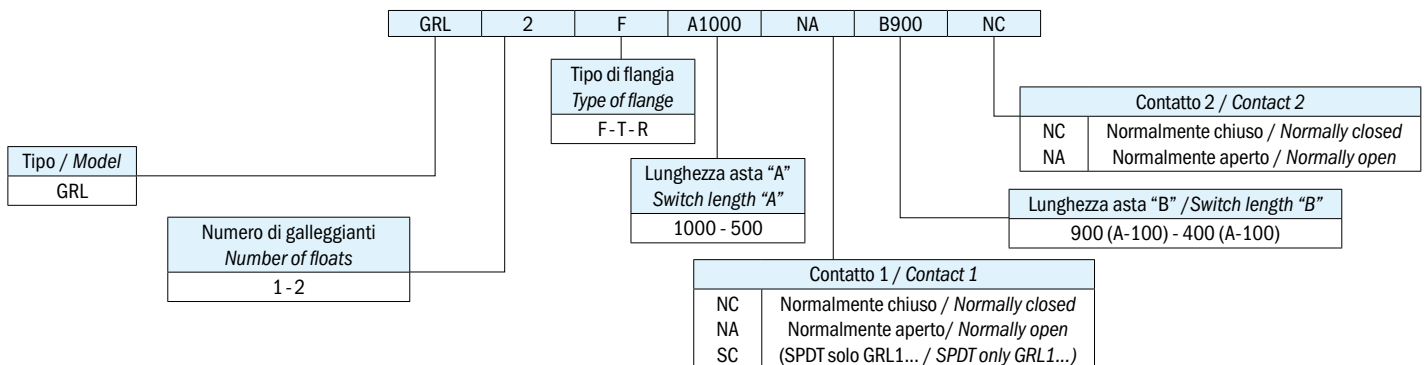 GRL 2 F A1000 NA B900 NC
Tipo di flangia
Type of flange
F-T-R
Contatto 2 / Contact 2
NC Normalmente chiuso / Normally closed
NA Normalmente aperto / Normally open
Tipo / Model
GRL
Lunghezza asta “A”
Switch length “A”
1000 - 500
Lunghezza asta “B” /Switch length “B”
900 (A-100) - 400 (A-100)
Numero di galleggianti
Number of floats
1-2
Contatto 1 / Contact 1
NC Normalmente chiuso / Normally closed
NA Normalmente aperto/ Normally open
SC (SPDT solo GRL1... / SPDT only GRL1...)